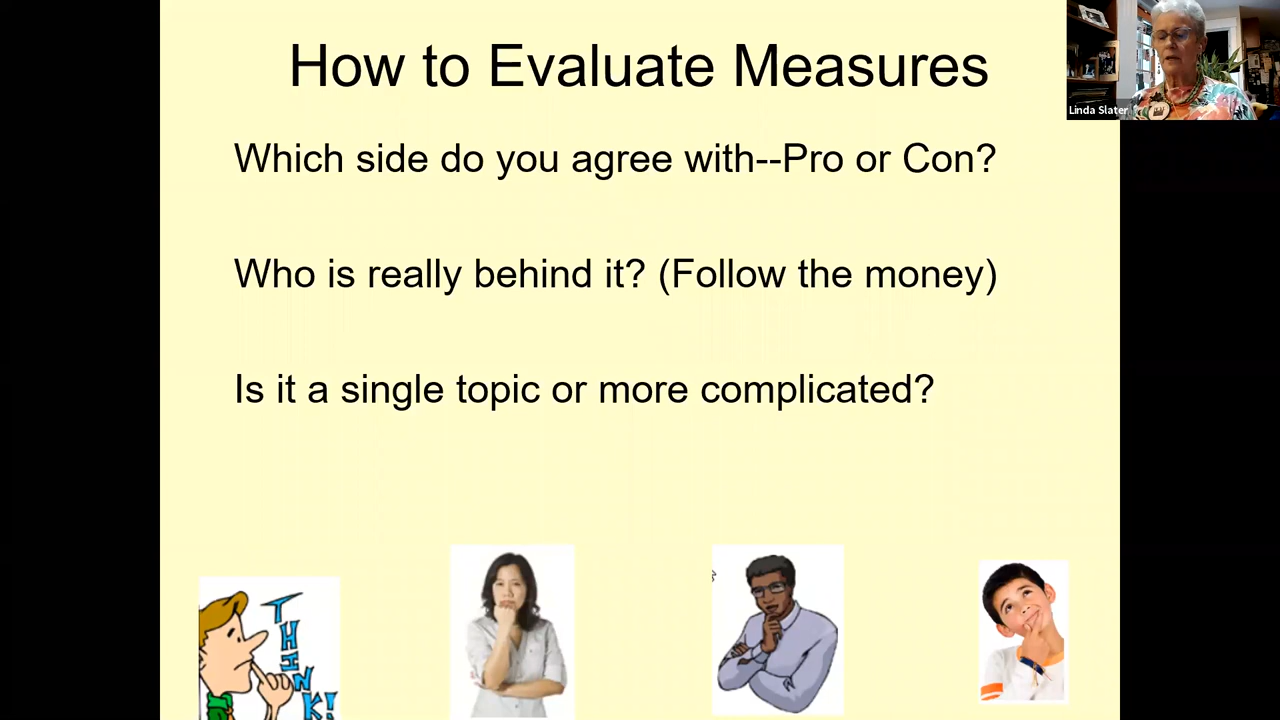 How to Evaluate Measures
Linda Slater
Which side do you agree with--Pro or Con?
Who is really behind it? (Follow the money)
Is it a single topic or more complicated?
THINK!